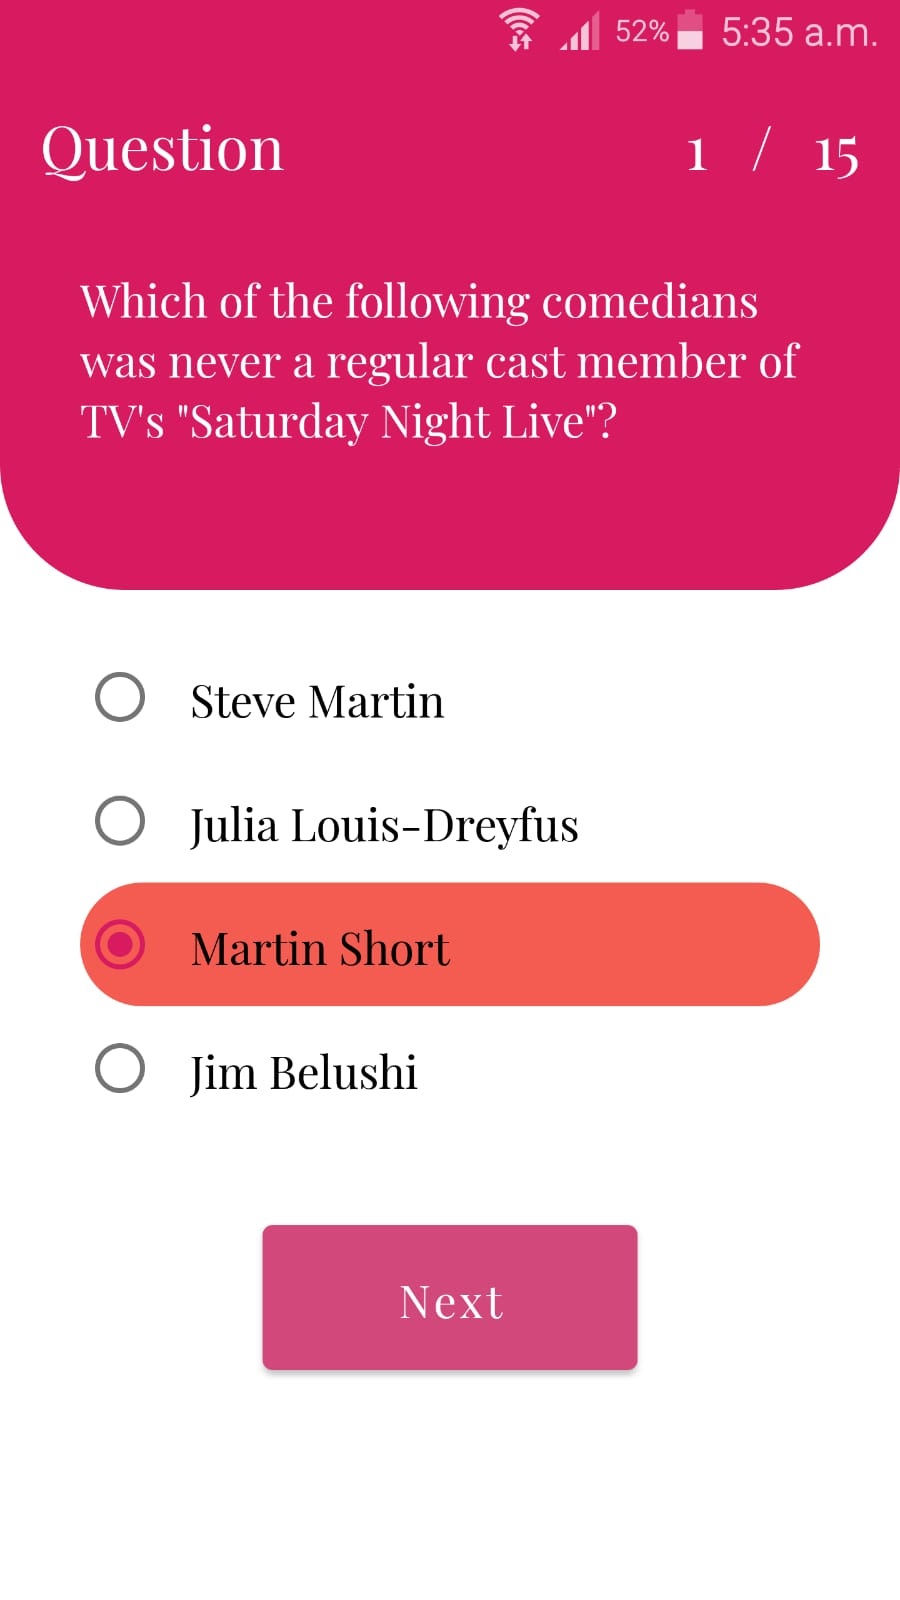 52% 5:35 a.m.
Question 1 / 15
Which of the following comedians
was never a regular cast member of
TV's "Saturday Night Live"?
Steve Martin
Julia Louis-Dreyfus
Martin Short
Jim Belushi
Next